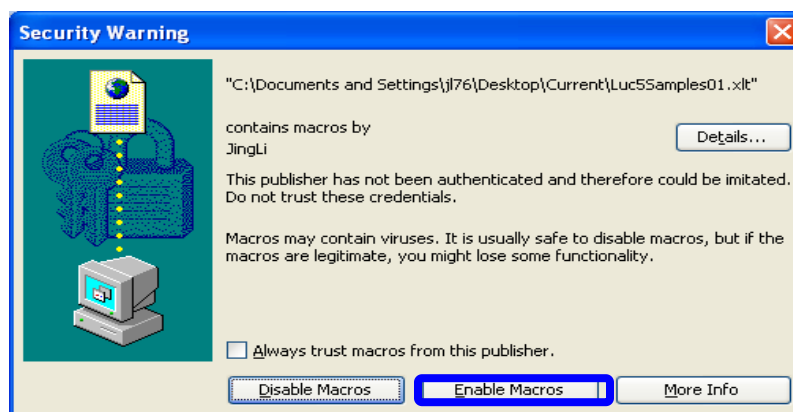 Security Warning
"C:\Documents and Settings\jl76\Desktop\Current\Luc5Samples01.xlt"
contains macros by
JingLi
Details...
This publisher has not been authenticated and therefore could be imitated.
Do not trust these credentials.
Macros may contain viruses. It is usually safe to disable macros, but if the
macros are legitimate, you might lose some functionality.
Always trust macros from this publisher.
Disable Macros
Enable Macros
More Info